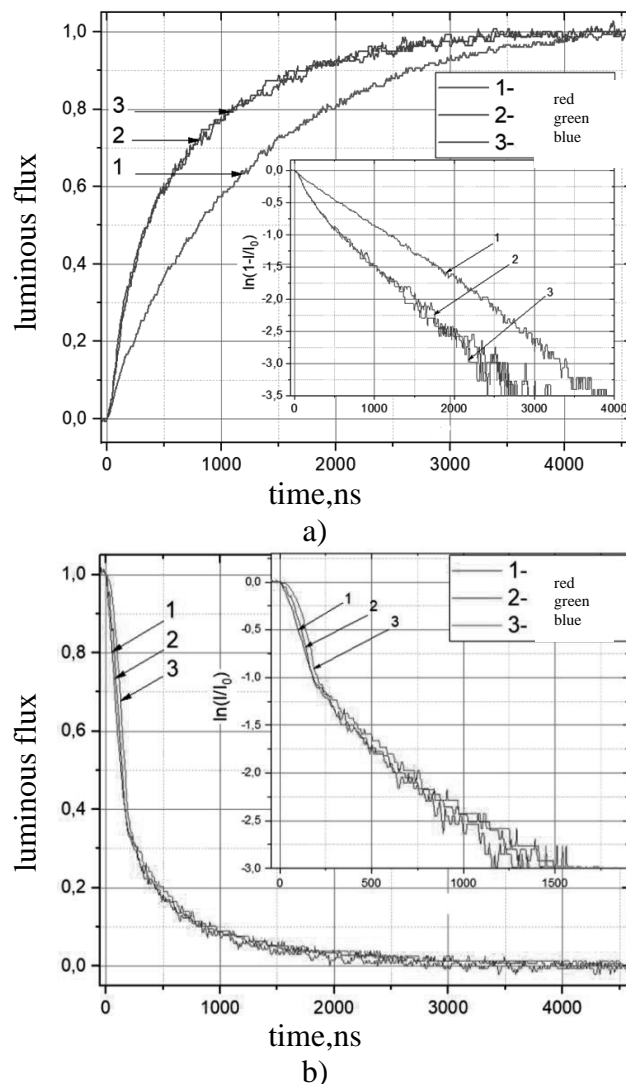 a)
luminous flux
1,0
0,8
0,6
0,4
0,2
0,0
3
2
1
1- red
2- green
3- blue
ln(1-I/I₀)
0,0
-0,5
-1,0
-1,5
-2,0
-2,5
-3,0
-3,5
1
2
3
0 1000 2000 3000 4000
0 1000 2000 3000 4000
time,ns
a)
luminous flux
1,0
0,8
0,6
0,4
0,2
0,0
1
2
3
1- red
2- green
3- blue
ln(I/I₀)
0,0
-0,5
-1,0
-1,5
-2,0
-2,5
-3,0
1
2
3
0 500 1000 1500
0 1000 2000 3000 4000
time,ns
b)